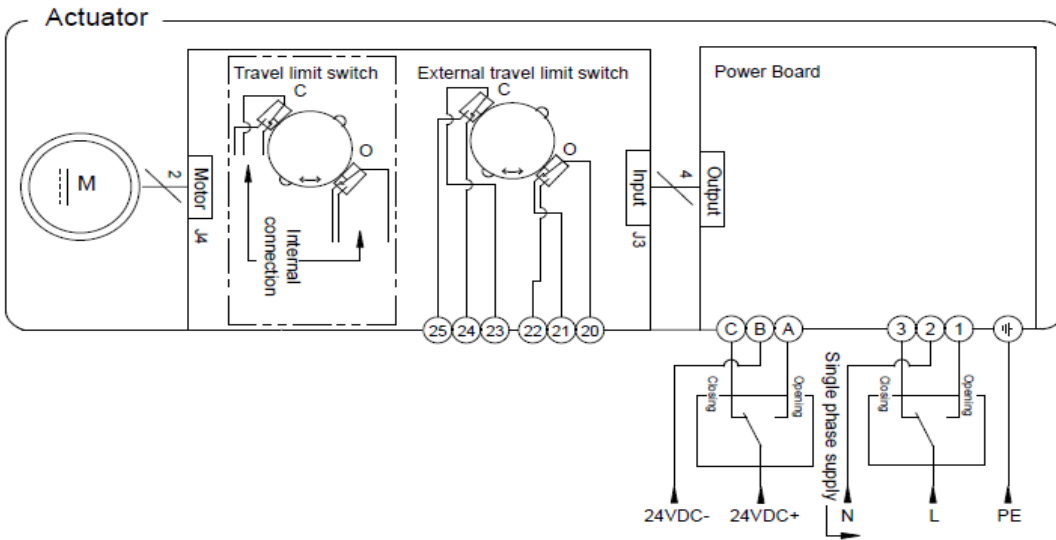 Actuator
Travel limit switch
External travel limit switch
Power Board
C
C
O
O
M
2
Motor
J4
Internal
connection
Input
J3
4
Output
25
24
23
22
21
20
C
B
A
3
2
1
Closing
Opening
Single phase supply
Closing
Opening
24VDC-
24VDC+
N
L
PE